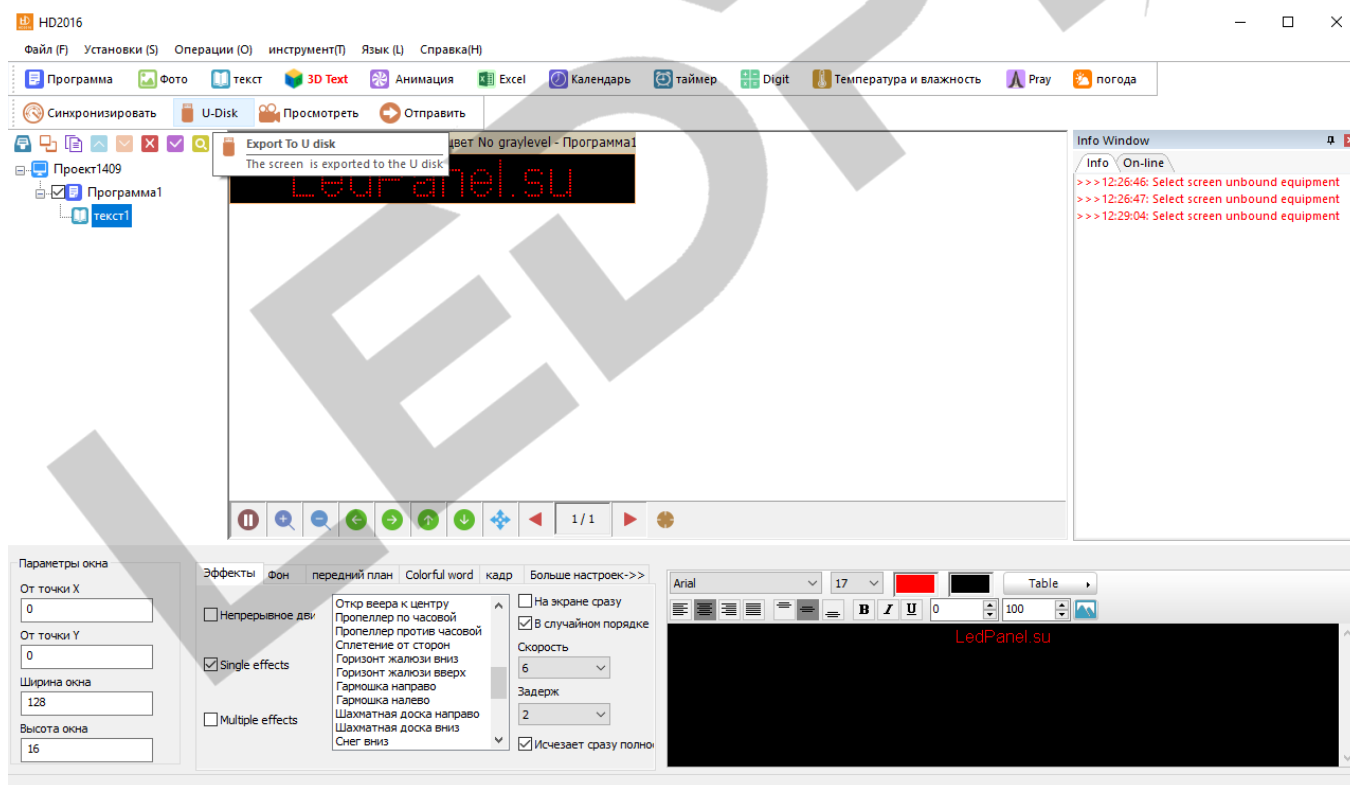 HD2016
Файл (F) Установки (S) Операции (O) инструмент(T) Язык (L) Справка(H)
Программа Фото текст 3D Text Анимация Excel Календарь таймер Digit Температура и влажность Pray погода
Синхронизировать U-Disk Просмотреть Отправить
Export To U disk
The screen is exported to the U disk
No graylevel - Программа1
LedPanel.su
Проект1409
Программа1
текст1
Info Window
Info On-line
>>>12:26:46: Select screen unbound equipment
>>>12:26:47: Select screen unbound equipment
>>>12:29:04: Select screen unbound equipment
1 / 1
Параметры окна
От точки X
0
От точки Y
0
Ширина окна
128
Высота окна
16
Эффекты Фон передний план Colorful word кадр Больше настроек->>
Непрерывное дви
Single effects
Multiple effects
Откр веера к центру
Пропеллер по часовой
Пропеллер против часовой
Сплетение от сторон
Горизонт жалюзи вниз
Горизонт жалюзи вверх
Гармошка направо
Гармошка налево
Шахматная доска направо
Шахматная доска вниз
Снег вниз
На экране сразу
В случайном порядке
Скорость
6
Задерж
2
Исчезает сразу полно
Arial 17 Table
B I U 0 100
LedPanel.su